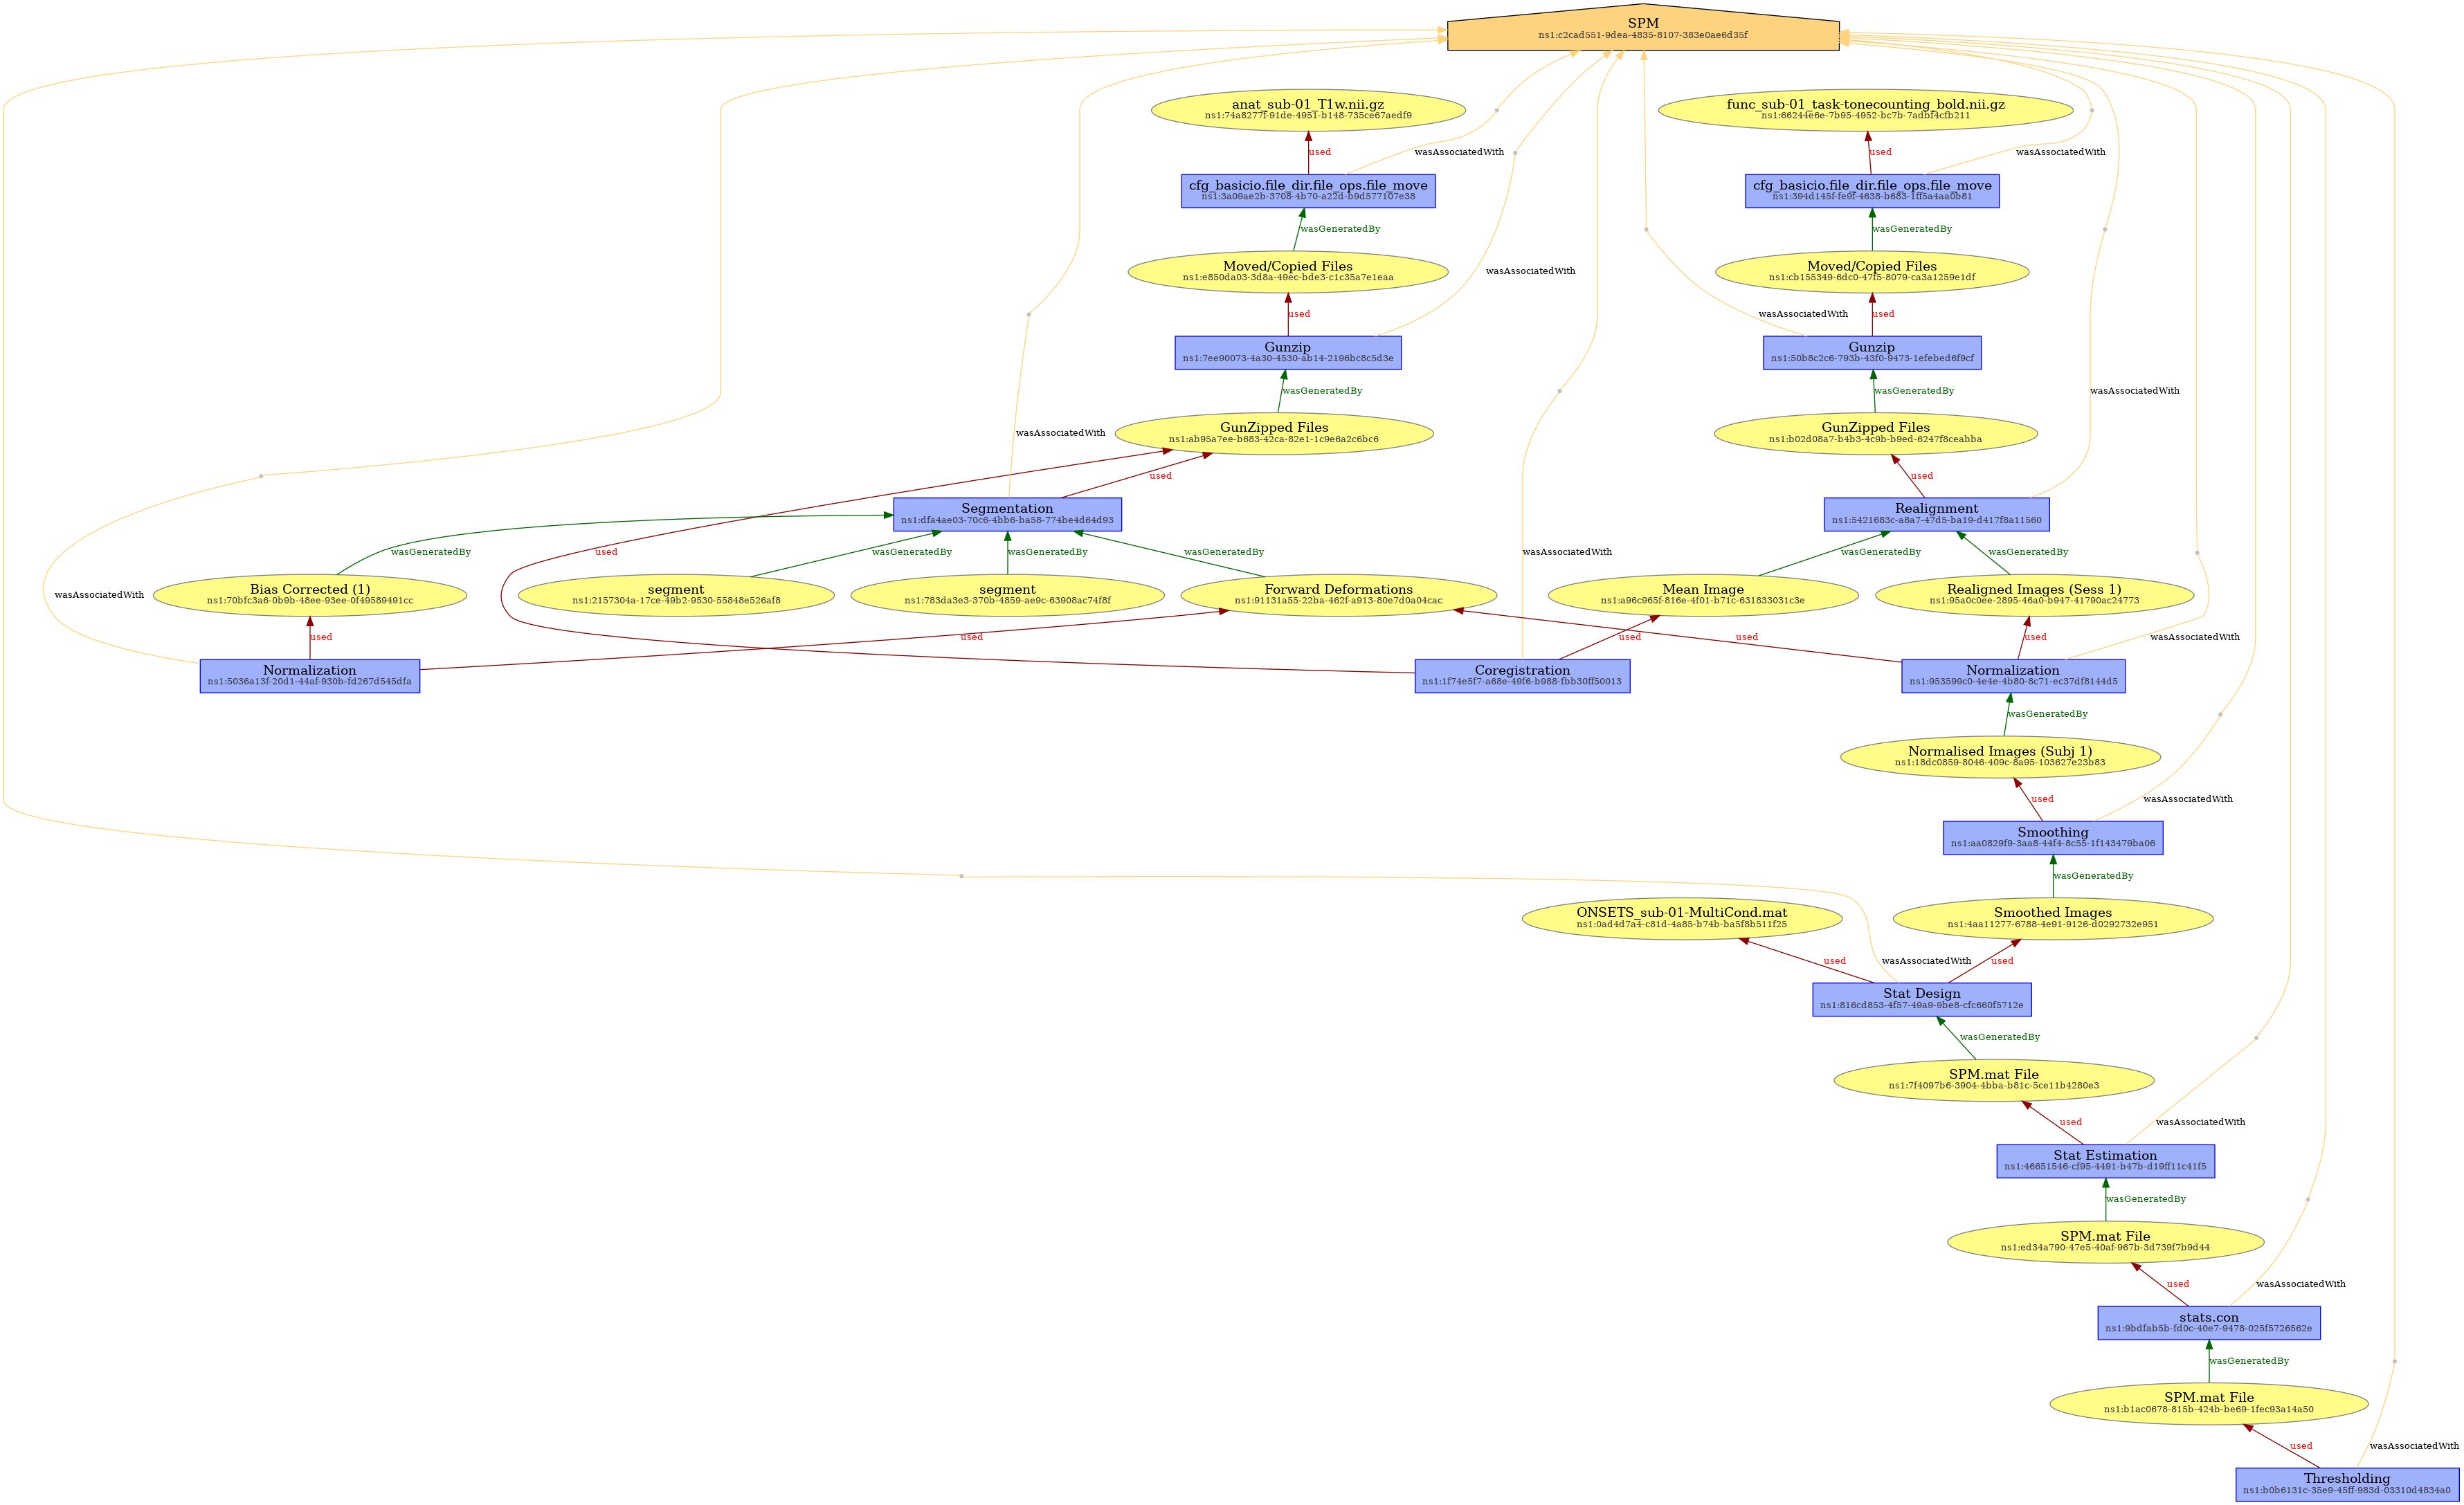 SPM
ns1:c2cad551-9dea-4835-8107-383e0ae6d35f
anat_sub-01_T1w.nii.gz
ns1:74a8277f-91de-4951-b148-735ce67aedf9
func_sub-01_task-tonecounting_bold.nii.gz
ns1:66244e6e-7b95-4952-bc7b-7adbf4cfb211
used
wasAssociatedWith
used
wasAssociatedWith
cfg_basicio.file_dir.file_ops.file_move
ns1:3a09ae2b-3708-4b70-a22d-b9d577107e38
cfg_basicio.file_dir.file_ops.file_move
ns1:394d145f-fe9f-4638-b683-1ff5a4aa0b81
wasGeneratedBy
wasGeneratedBy
Moved/Copied Files
ns1:e850da03-3d8a-49ec-bde3-c1c35a7e1eaa
wasAssociatedWith
Moved/Copied Files
ns1:cb155349-6dc0-47f5-8079-ca3a1259e1df
used
wasAssociatedWith
used
Gunzip
ns1:7ee90073-4a30-4530-ab14-2196bc8c5d3e
Gunzip
ns1:50b8c2c6-793b-43f0-9473-1efebed6f9cf
wasGeneratedBy
wasGeneratedBy
wasAssociatedWith
wasAssociatedWith
GunZipped Files
ns1:ab95a7ee-b683-42ca-82e1-1c9e6a2c6bc6
GunZipped Files
ns1:b02d08a7-b4b3-4c9b-b9ed-6247f8ceabba
used
used
Segmentation
ns1:dfa4ae03-70c6-4bb6-ba58-774be4d64d93
Realignment
ns1:5421683c-a8a7-47d5-ba19-d417f8a11560
wasGeneratedBy
used
wasGeneratedBy
wasGeneratedBy
wasGeneratedBy
wasAssociatedWith
wasGeneratedBy
wasGeneratedBy
wasAssociatedWith
Bias Corrected (1)
ns1:70bfc3a6-0b9b-48ee-93ee-0f49589491cc
segment
ns1:2157304a-17ce-49b2-9530-55848e526af8
segment
ns1:783da3e3-370b-4859-ae9c-63908ac74f8f
Forward Deformations
ns1:91131a55-22ba-462f-a913-80e7d0a04cac
Mean Image
ns1:a96c965f-816e-4f01-b71c-631833031c3e
Realigned Images (Sess 1)
ns1:95a0c0ee-2895-46a0-b947-41790ac24773
used
used
used
used
used
wasAssociatedWith
Normalization
ns1:5036a13f-20d1-44af-930b-fd267d545dfa
Coregistration
ns1:1f74e5f7-a68e-49f6-b988-fbb30ff50013
Normalization
ns1:953599c0-4e4e-4b80-8c71-ec37df8144d5
wasGeneratedBy
Normalised Images (Subj 1)
ns1:18dc0859-8046-409c-8a95-103627e23b83
used
wasAssociatedWith
Smoothing
ns1:aa0829f9-3aa8-44f4-8c55-1f143479ba06
wasGeneratedBy
ONSETS_sub-01-MultiCond.mat
ns1:0ad4d7a4-c81d-4a85-b74b-ba5f8b511f25
Smoothed Images
ns1:4aa11277-6788-4e91-9126-d0292732e951
used
wasAssociatedWith
used
Stat Design
ns1:816cd853-4f57-49a9-9be8-cfc660f5712e
wasGeneratedBy
SPM.mat File
ns1:7f4097b6-3904-4bba-b81c-5ce11b4280e3
used
wasAssociatedWith
Stat Estimation
ns1:46651546-cf95-4491-b47b-d19ff11c41f5
wasGeneratedBy
SPM.mat File
ns1:ed34a790-47e5-40af-967b-3d739f7b9d44
used
wasAssociatedWith
stats.con
ns1:9bdfab5b-fd0c-40e7-9478-025f5726562e
wasGeneratedBy
SPM.mat File
ns1:b1ac0678-815b-424b-be69-1fec93a14a50
used
wasAssociatedWith
Thresholding
ns1:b0b6131c-35e9-45ff-983d-03310d4834a0